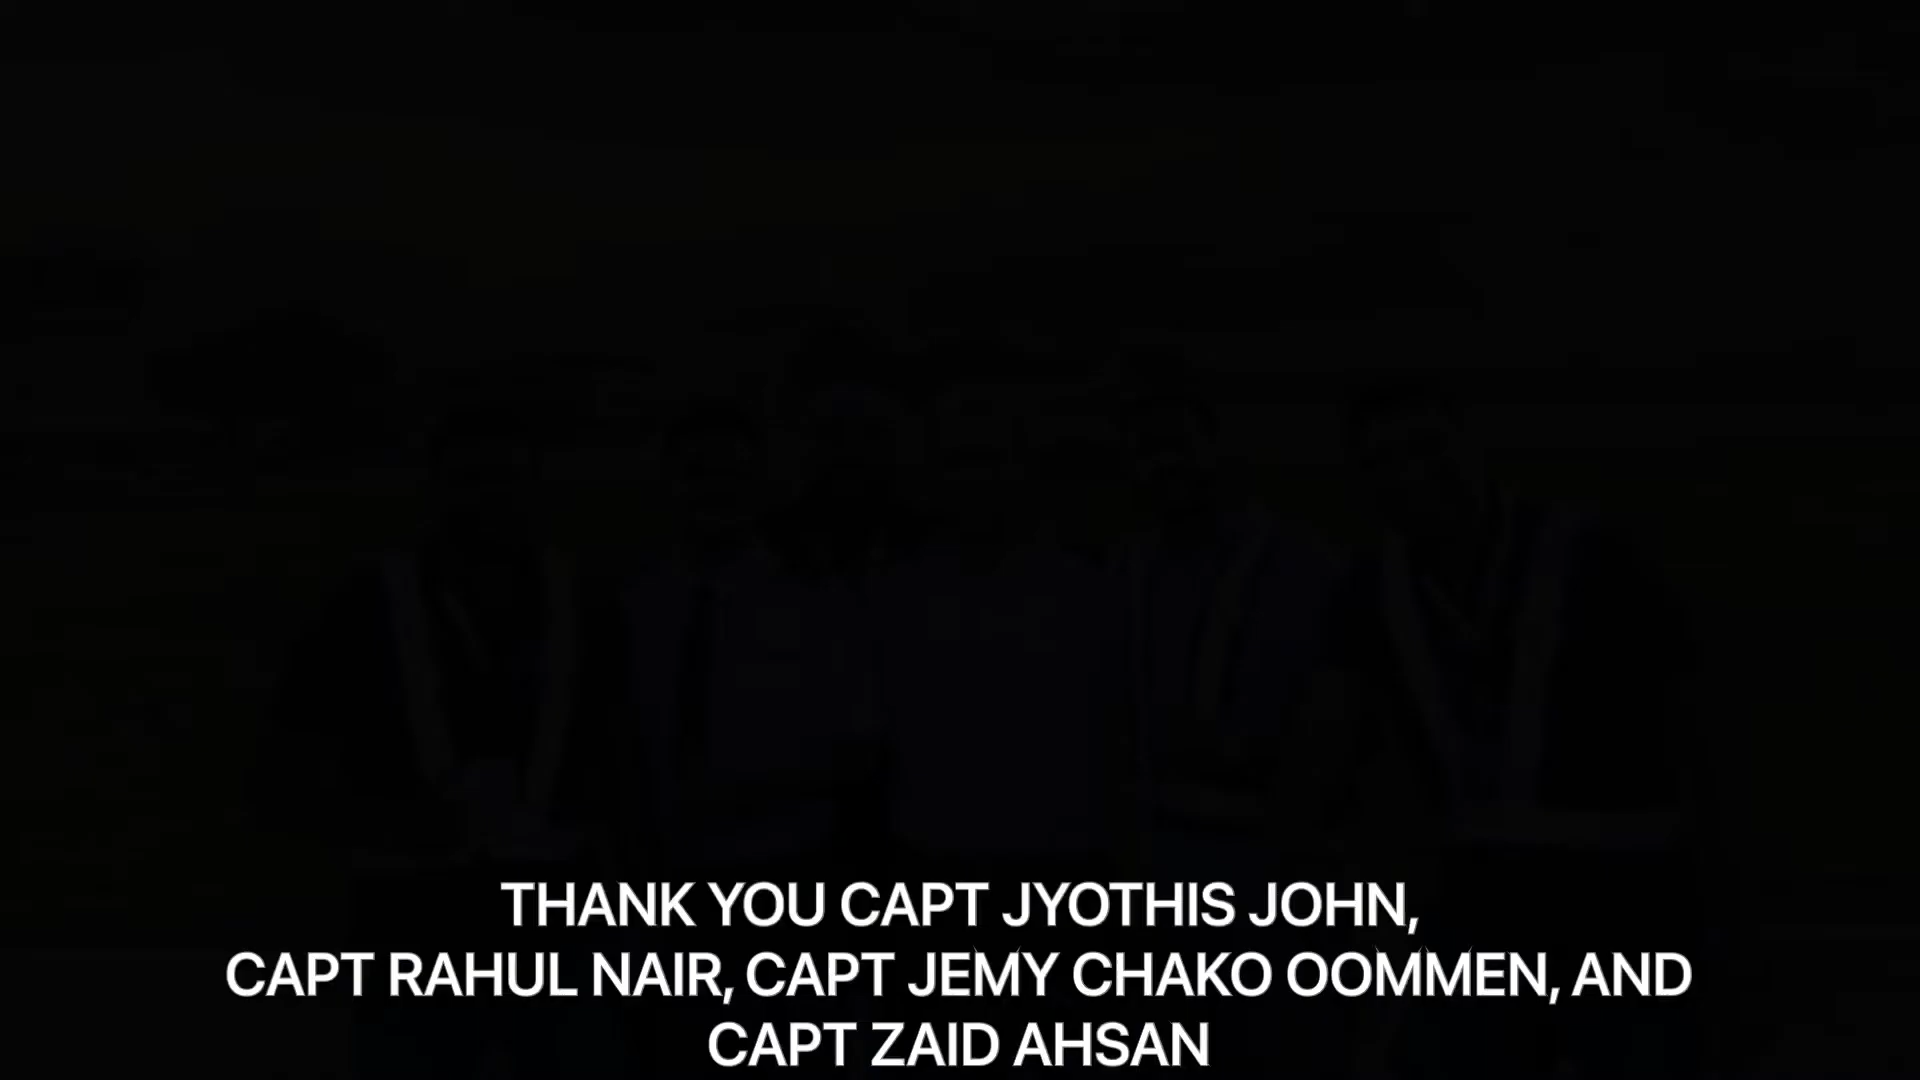 THANK YOU CAPT JYOTHIS JOHN,
CAPT RAHUL NAIR, CAPT JEMY CHAKO OOMMEN, AND
CAPT ZAID AHSAN